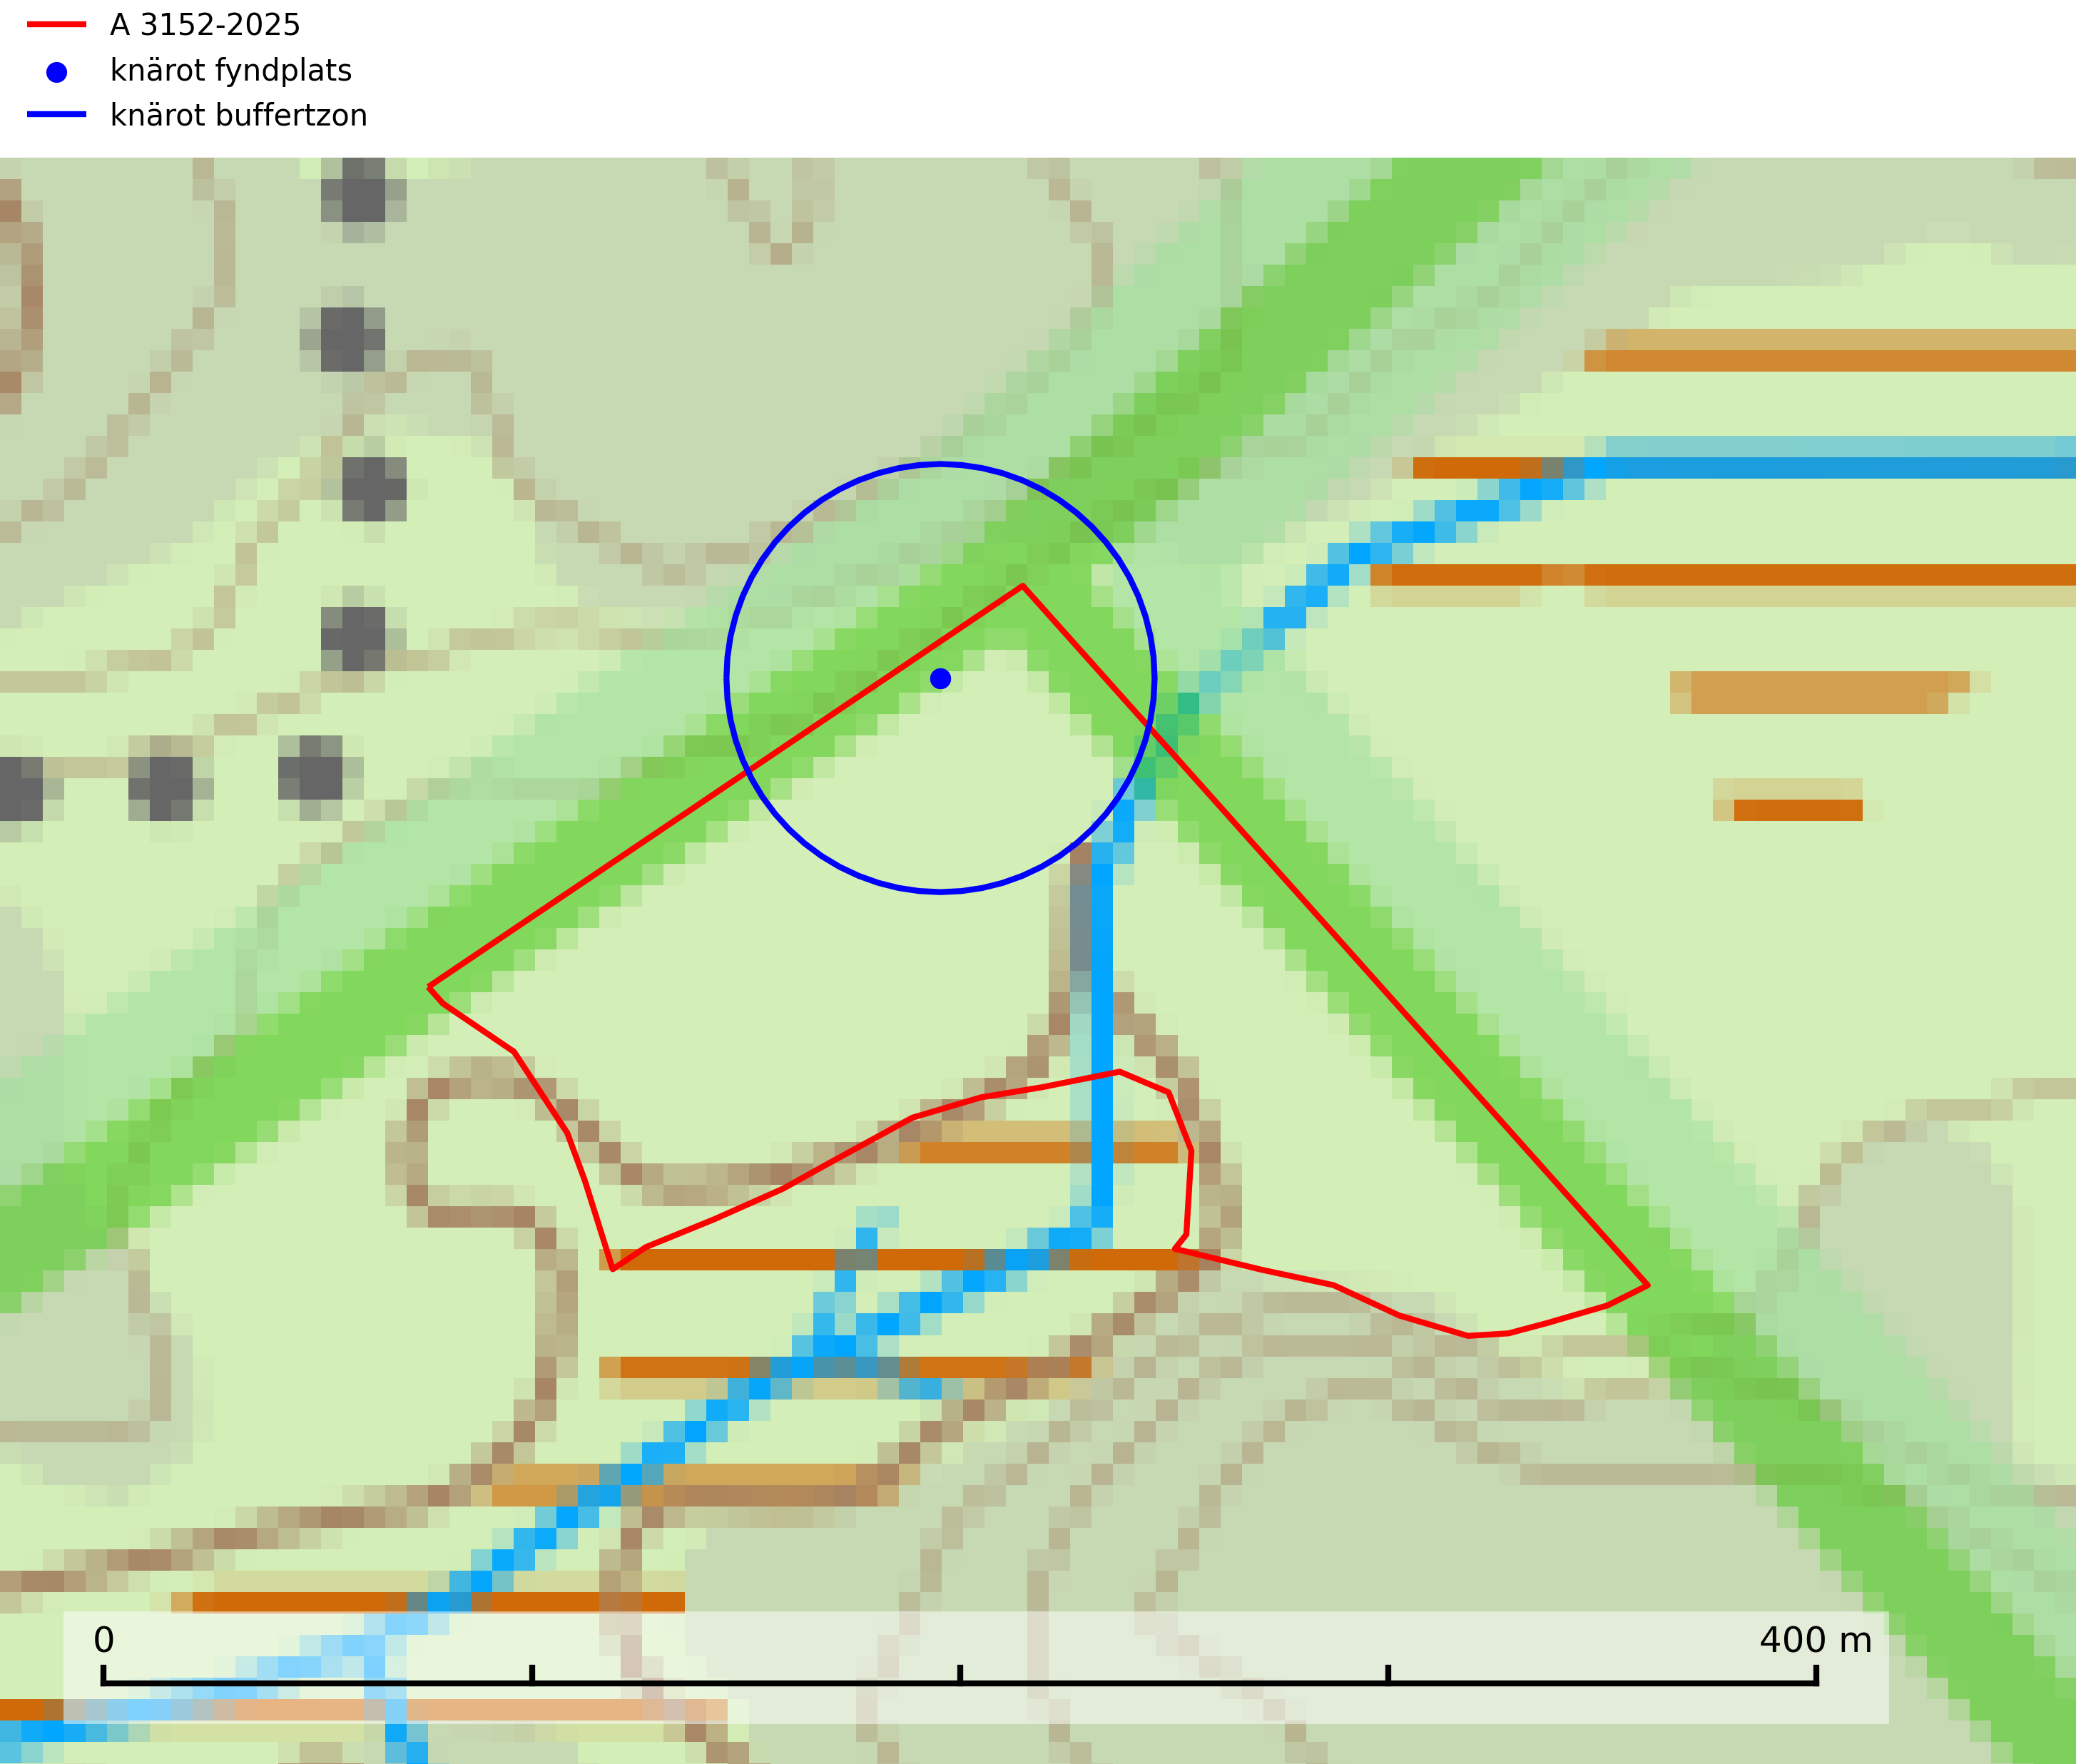 A 3152-2025
knärot fyndplats
knärot buffertzon
0
400 m